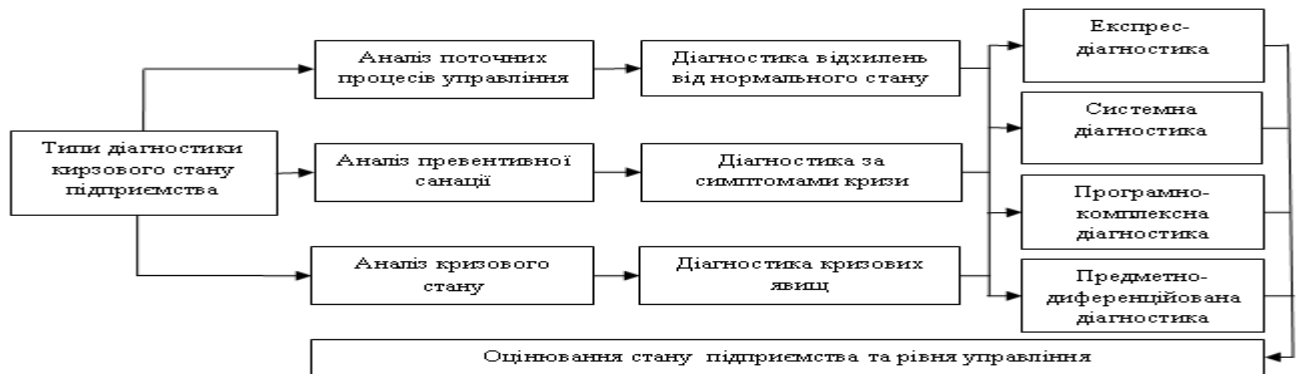 Типи діагностики
кирзового стану
підприємства
Аналіз поточних
процесів управління
Аналіз превентивної
санації
Аналіз кризового
стану
Діагностика відхилень
від нормального стану
Діагностика за
симптомами кризи
Діагностика кризових
явищ
Експрес-
діагностика
Системна
діагностика
Програмно-
комплексна
діагностика
Предметно-
диференційована
діагностика
Оцінювання стану підприємства та рівня управління